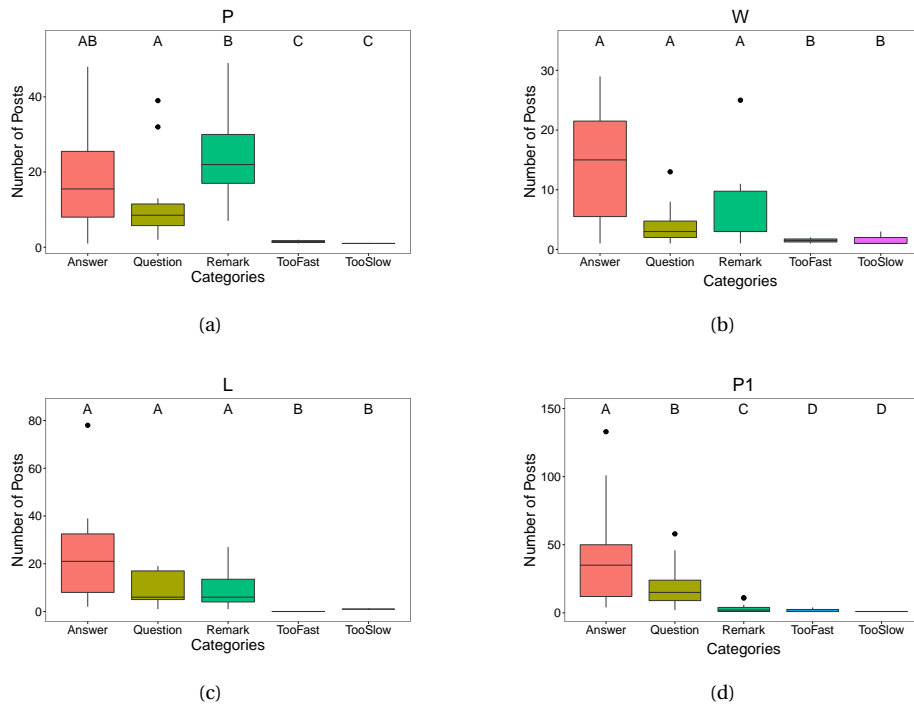 P
AB A B C C
Number of Posts
40
20
0
Answer Question Remark TooFast TooSlow
Categories
(a)
W
A A A B B
Number of Posts
30
20
10
0
Answer Question Remark TooFast TooSlow
Categories
(b)
L
A A A B B
Number of Posts
80
60
40
20
0
Answer Question Remark TooFast TooSlow
Categories
(c)
P1
A B C D D
Number of Posts
150
100
50
0
Answer Question Remark TooFast TooSlow
Categories
(d)